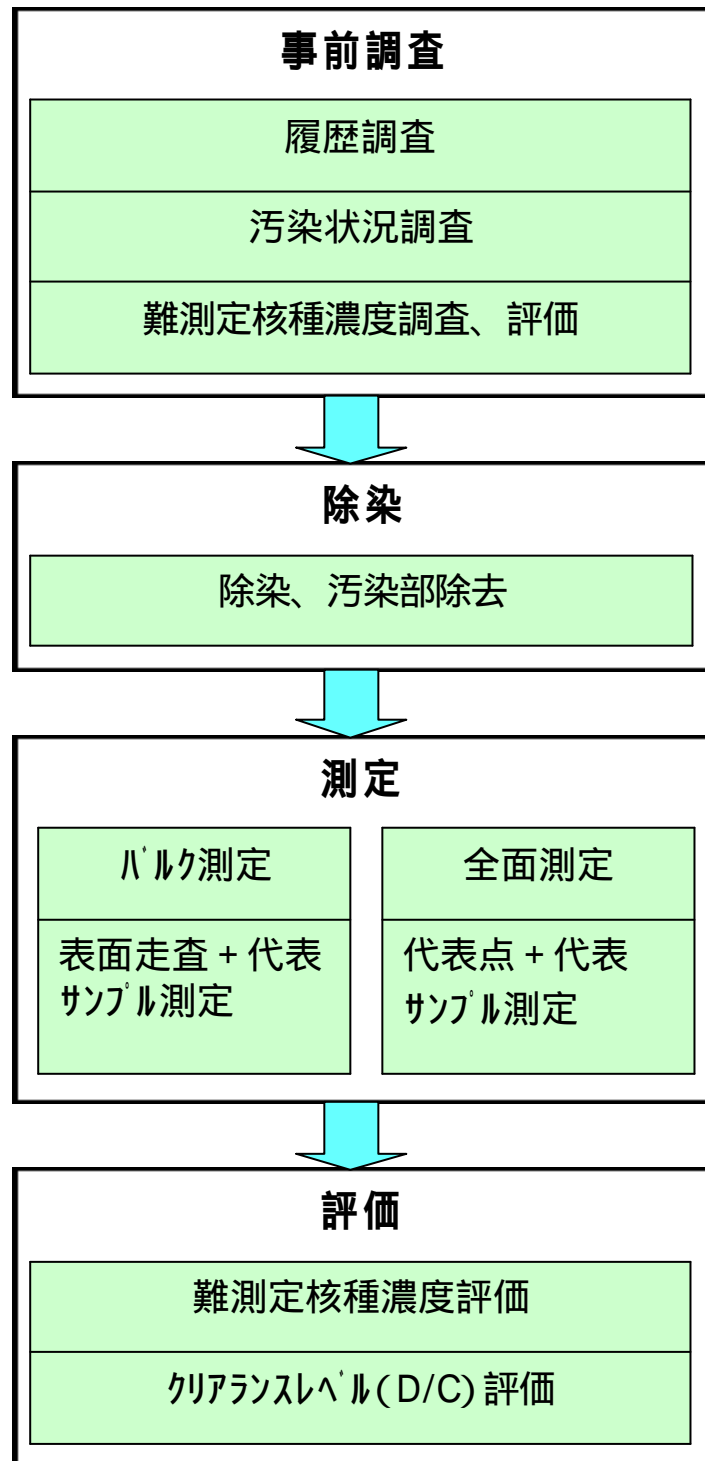 事前調査
履歴調査
汚染状況調査
難測定核種濃度調査、評価
除染
除染、汚染部除去
測定
ﾊﾞﾙｸ測定
表面走査+代表
ｻﾝﾌﾟﾙ測定
全面測定
代表点+代表
ｻﾝﾌﾟﾙ測定
評価
難測定核種濃度評価
ｸﾘｱﾗﾝｽﾚﾍﾞﾙ(D/C)評価